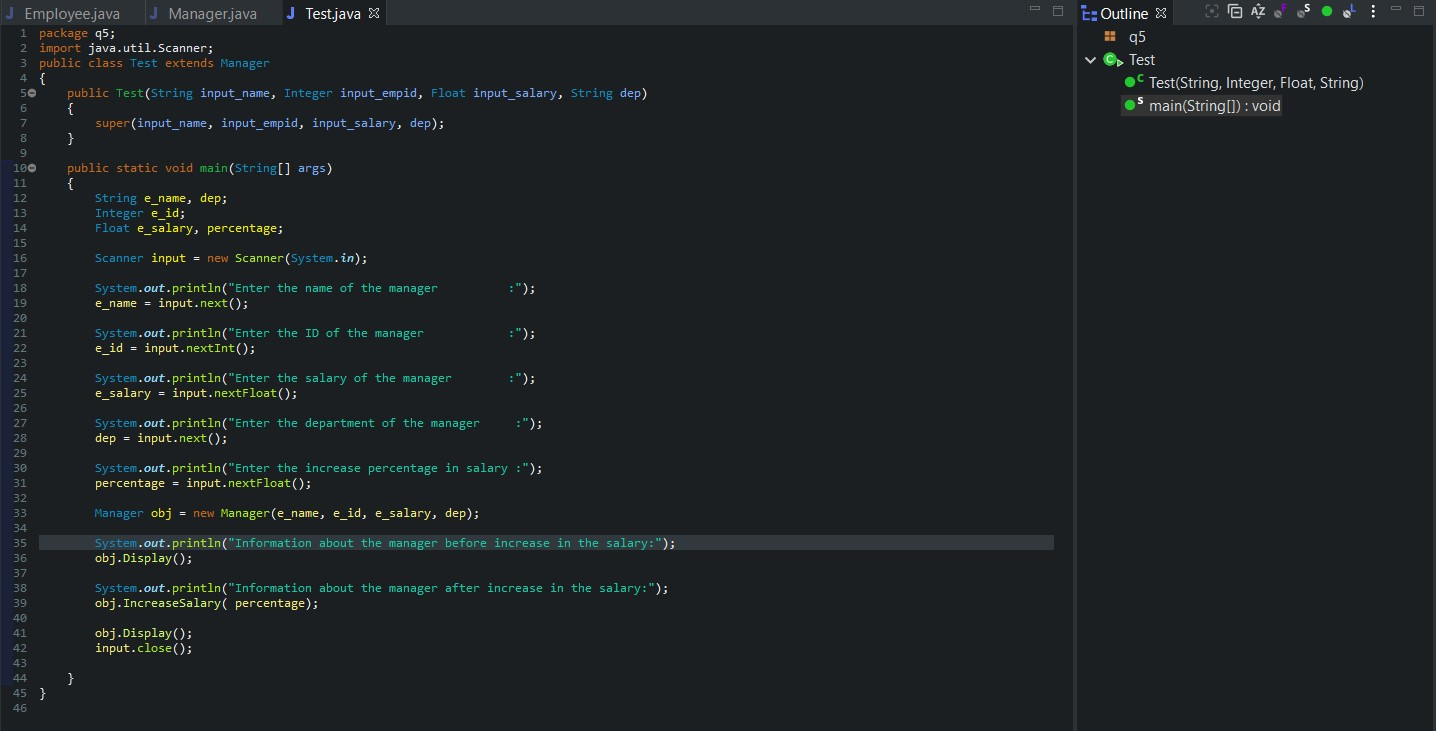 Employee.java Manager.java Test.java
1 package q5;
2 import java.util.Scanner;
3 public class Test extends Manager
4 {
5     public Test(String input_name, Integer input_empid, Float input_salary, String dep)
6     {
7         super(input_name, input_empid, input_salary, dep);
8     }
9
10     public static void main(String[] args)
11     {
12         String e_name, dep;
13         Integer e_id;
14         Float e_salary, percentage;
15
16         Scanner input = new Scanner(System.in);
17
18         System.out.println("Enter the name of the manager          :");
19         e_name = input.next();
20
21         System.out.println("Enter the ID of the manager            :");
22         e_id = input.nextInt();
23
24         System.out.println("Enter the salary of the manager        :");
25         e_salary = input.nextFloat();
26
27         System.out.println("Enter the department of the manager     :");
28         dep = input.next();
29
30         System.out.println("Enter the increase percentage in salary :");
31         percentage = input.nextFloat();
32
33         Manager obj = new Manager(e_name, e_id, e_salary, dep);
34
35         System.out.println("Information about the manager before increase in the salary:");
36         obj.Display();
37
38         System.out.println("Information about the manager after increase in the salary:");
39         obj.IncreaseSalary( percentage);
40
41         obj.Display();
42         input.close();
43
44     }
45 }
46
Outline
q5
Test
Test(String, Integer, Float, String)
main(String[]) : void